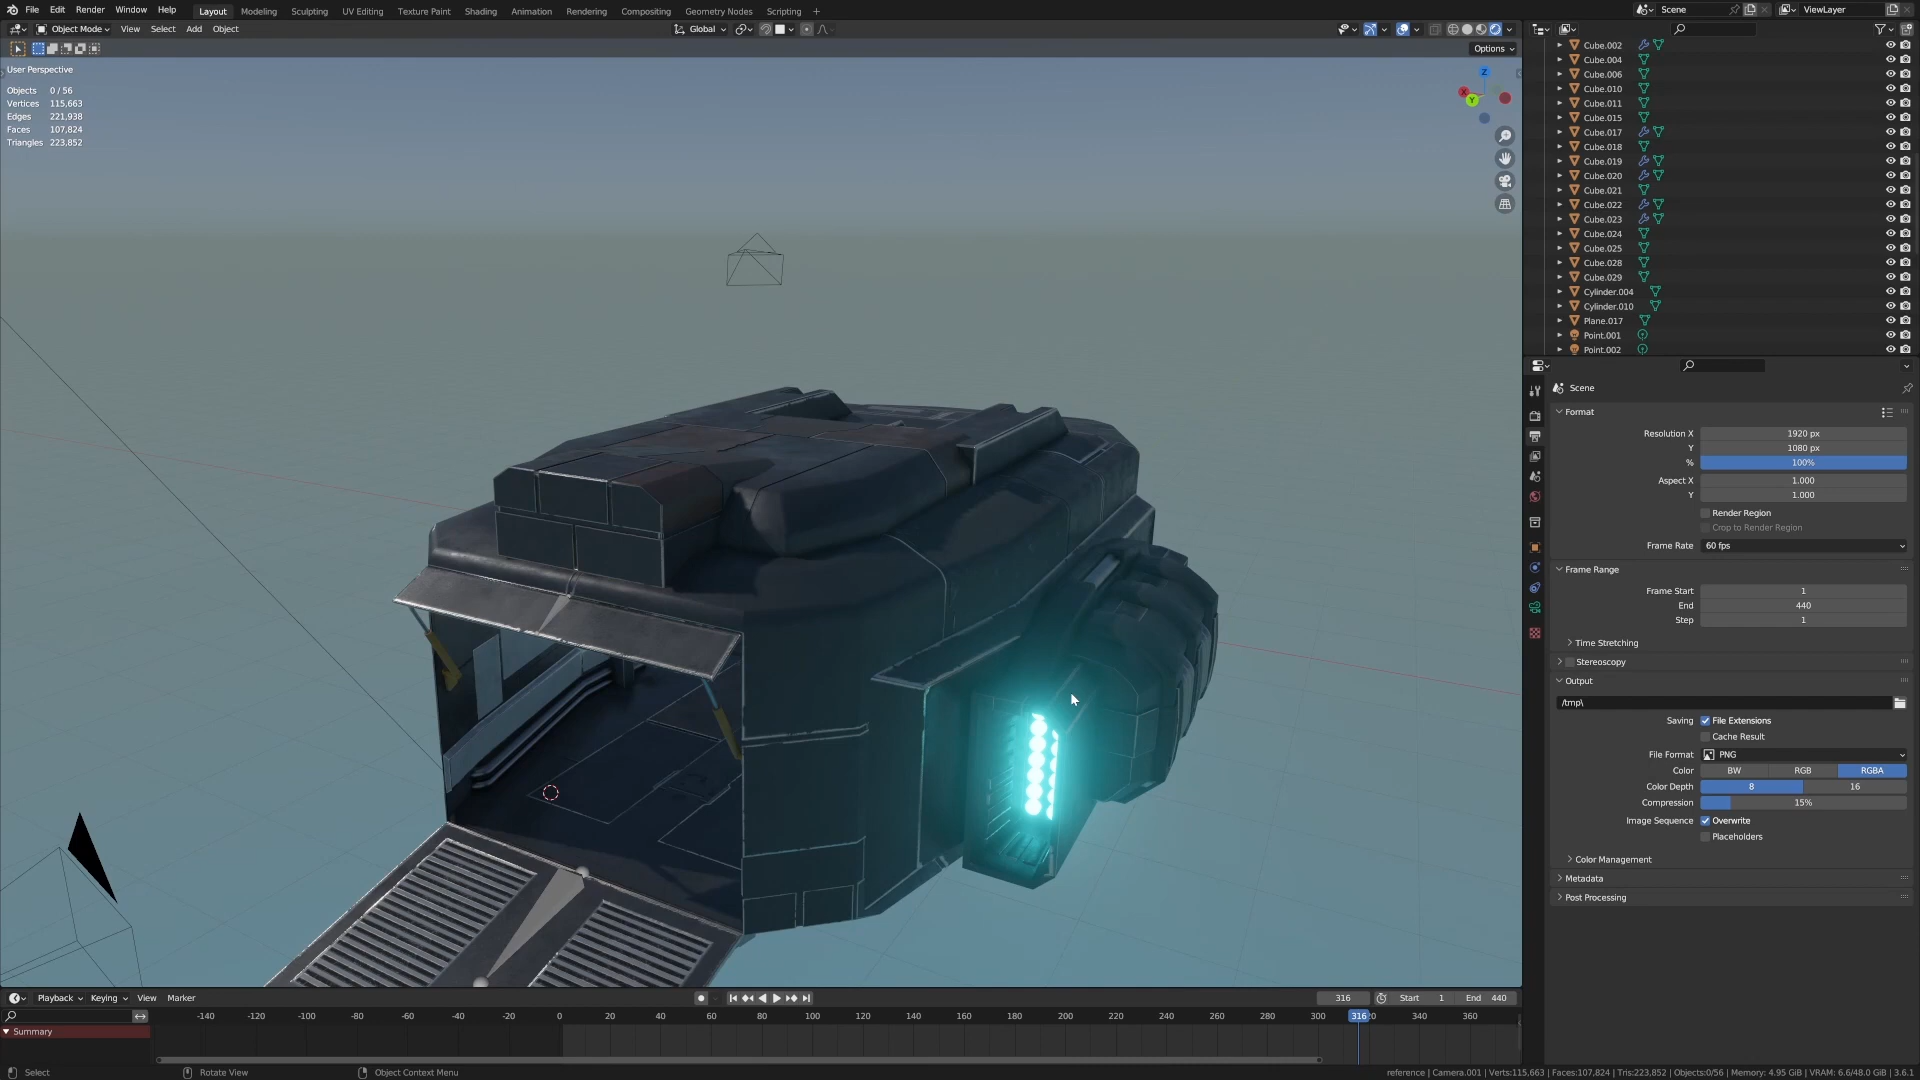 File Edit Render Window Help Layout Modeling Sculpting UV Editing Texture Paint Shading Animation Rendering Compositing Geometry Nodes Scripting + Scene ViewLayer
Object Mode View Select Add Object Global
Options
User Perspective
Objects 0 / 56
Vertices 115,663
Edges 221,938
Faces 107,824
Triangles 223,852
Z
X
Y
Cube.002
Cube.004
Cube.006
Cube.010
Cube.011
Cube.015
Cube.017
Cube.018
Cube.019
Cube.020
Cube.021
Cube.022
Cube.023
Cube.024
Cube.025
Cube.028
Cube.029
Cylinder.004
Cylinder.010
Plane.017
Point.001
Point.002
Scene
Format
Resolution X 1920 px
Y 1080 px
% 100%
Aspect X 1.000
Y 1.000
Render Region
Crop to Render Region
Frame Rate 60 fps
Frame Range
Frame Start 1
End 440
Step 1
Time Stretching
Stereoscopy
Output
/tmp\
Saving File Extensions
Cache Result
File Format PNG
Color BW RGB RGBA
Color Depth 8 16
Compression 15%
Image Sequence Overwrite
Placeholders
Color Management
Metadata
Post Processing
Playback Keying View Marker 316 Start 1 End 440
-140 -120 -100 -80 -60 -40 -20 0 20 40 60 80 100 120 140 160 180 200 220 240 260 280 300 316 340 360
Summary
Select Rotate View Object Context Menu reference | Camera.001 | Verts:115,663 | Faces:107,824 | Tris:223,852 | Objects:0/56 | Memory: 4.95 GiB | VRAM: 6.6/48.0 GiB | 3.6.1